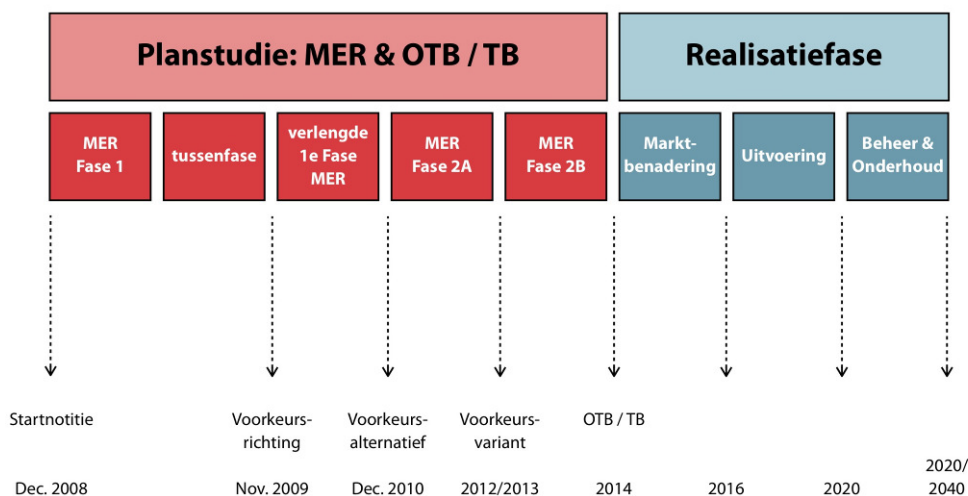 Planstudie: MER & OTB / TB
Realisatiefase
MER
Fase 1
tussenfase
verlengde
1e Fase
MER
MER
Fase 2A
MER
Fase 2B
Markt-
benadering
Uitvoering
Beheer &
Onderhoud
Startnotitie
Voorkeurs-
richting
Voorkeurs-
alternatief
Voorkeurs-
variant
OTB / TB
Dec. 2008
Nov. 2009
Dec. 2010
2012/2013
2014
2016
2020
2020/
2040